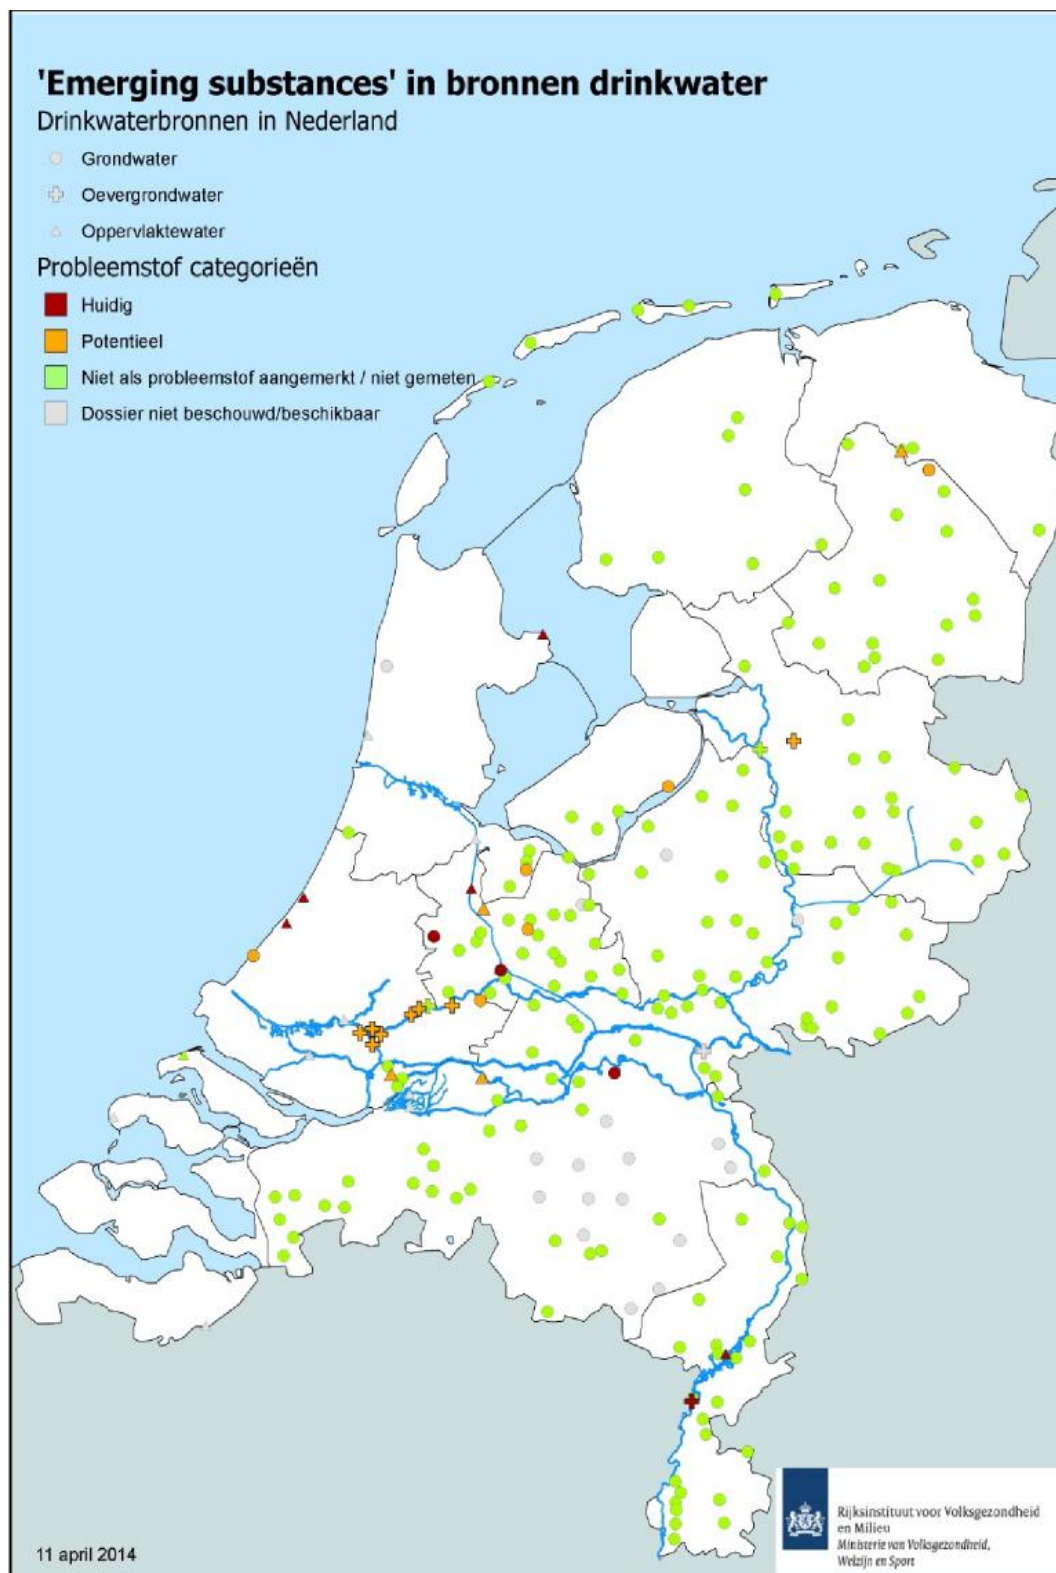 'Emerging substances' in bronnen drinkwater
Drinkwaterbronnen in Nederland
Grondwater
Oevergrondwater
Oppervlaktewater
Probleemstof categorieën
Huidig
Potentieel
Niet als probleemstof aangemerkt / niet gemeten
Dossier niet beschouwd/beschikbaar
11 april 2014
Rijksinstituut voor Volksgezondheid
en Milieu
Ministerie van Volksgezondheid,
Welzijn en Sport